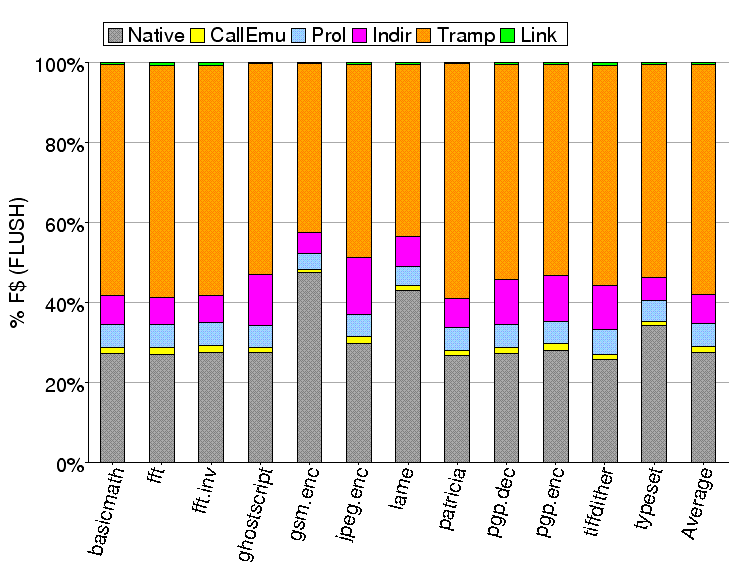 Native CallEmu Prol Indir Tramp Link
100%
80%
60%
40%
20%
0%
% F$ (FLUSH)
basicmath
fft
fft.inv
ghostscript
gsm.enc
jpeg.enc
lame
patricia
pgp.dec
pgp.enc
tiffdither
typeset
Average